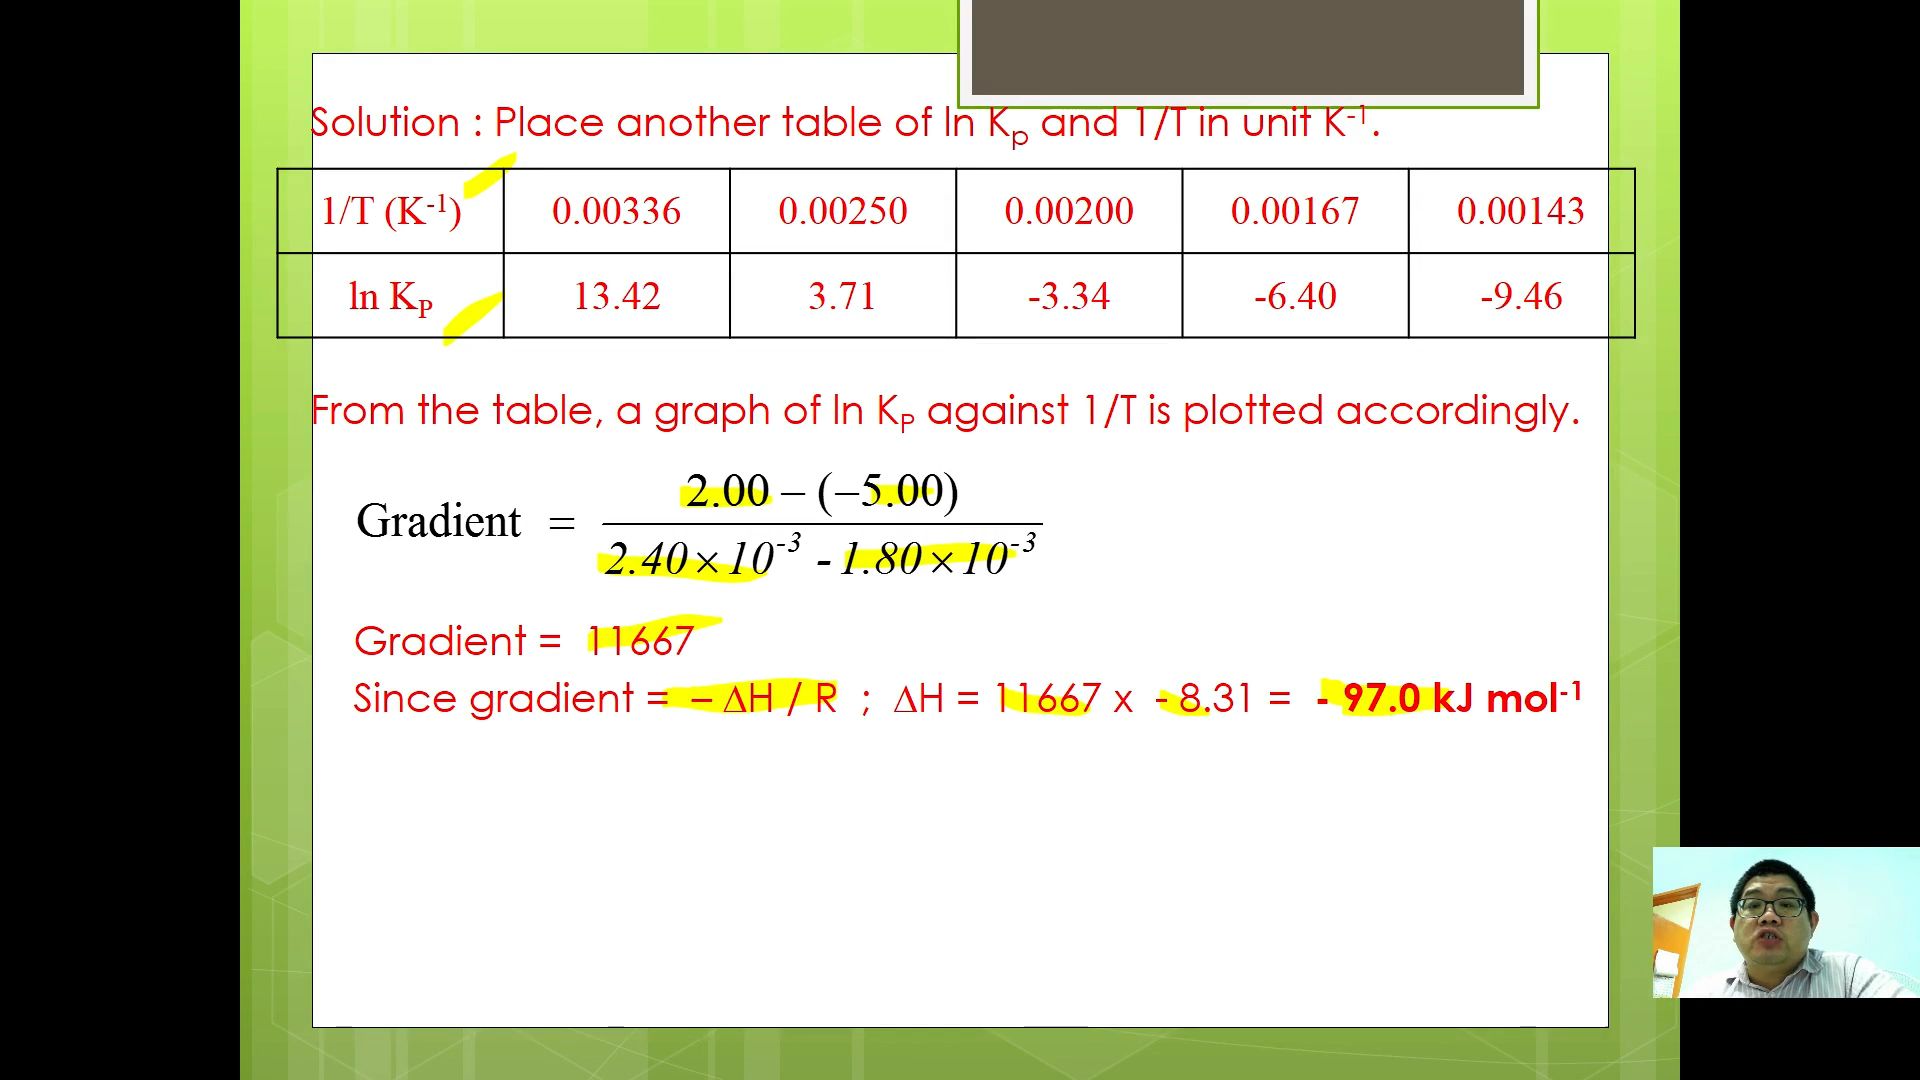 Solution : Place another table of ln Kp and 1/T in unit K-1.
1/T (K-1) 0.00336 0.00250 0.00200 0.00167 0.00143
ln KP 13.42 3.71 -3.34 -6.40 -9.46
From the table, a graph of ln KP against 1/T is plotted accordingly.
2.00 – (–5.00)
Gradient =
2.40×10-3 - 1.80×10-3
Gradient = 11667
Since gradient = – ΔH / R ; ΔH = 11667 x - 8.31 = - 97.0 kJ mol-1